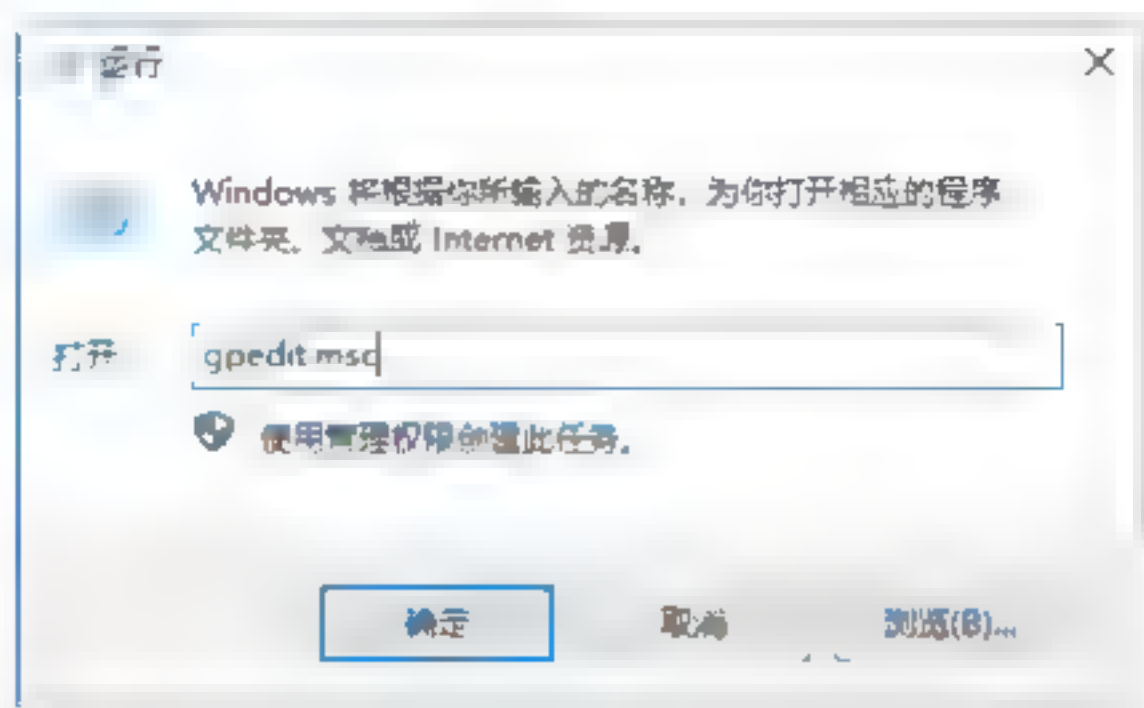 运行
Windows 将根据你所输入的名称，为你打开相应的程序
文件夹、文档或 Internet 资源。
打开
gpedit.msc
使用管理权限创建此任务。
确定
取消
浏览(B)...